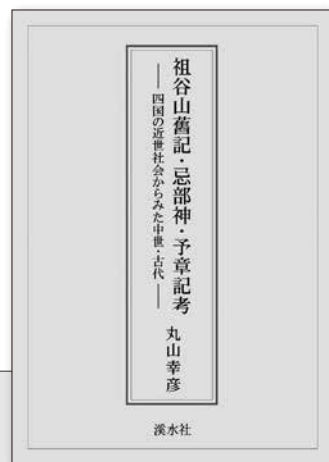 祖谷山舊記・忌部神・予章記考
―― 四国の近世社会からみた中世・古代 ――
丸山幸彦
溪水社